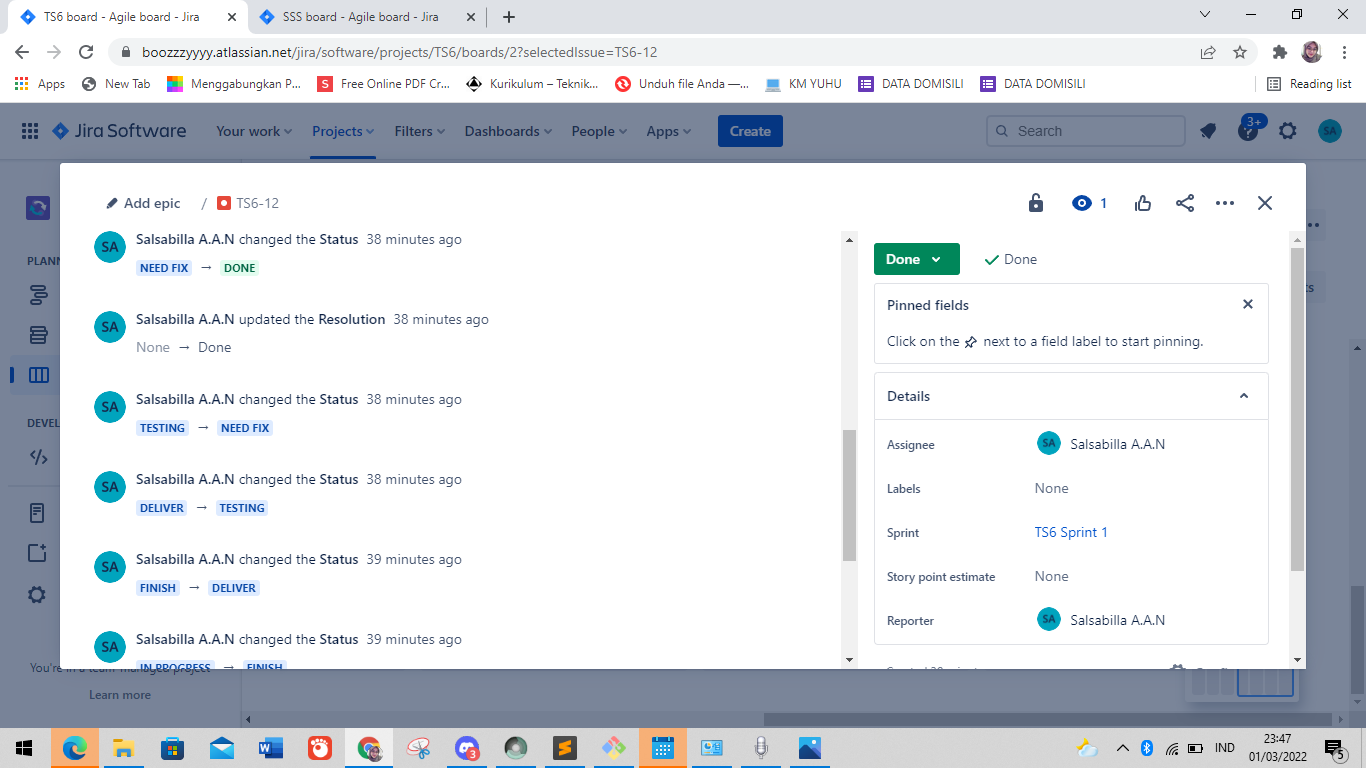 TS6 board - Agile board - Jira
SSS board - Agile board - Jira
boozzzyyyy.atlassian.net/jira/software/projects/TS6/boards/2?selectedIssue=TS6-12
Apps
New Tab
Menggabungkan P...
Free Online PDF Cr...
Kurikulum – Teknik...
Unduh file Anda —...
KM YUHU
DATA DOMISILI
DATA DOMISILI
Reading list
Jira Software
Your work
Projects
Filters
Dashboards
People
Apps
Create
Search
3+
SA
PLANN
DEVEL
Add epic / TS6-12
1
SA
Salsabilla A.A.N changed the Status 38 minutes ago
NEED FIX → DONE
SA
Salsabilla A.A.N updated the Resolution 38 minutes ago
None → Done
SA
Salsabilla A.A.N changed the Status 38 minutes ago
TESTING → NEED FIX
SA
Salsabilla A.A.N changed the Status 38 minutes ago
DELIVER → TESTING
SA
Salsabilla A.A.N changed the Status 39 minutes ago
FINISH → DELIVER
SA
Salsabilla A.A.N changed the Status 39 minutes ago
IN PROGRESS → FINISH
Done
Done
Pinned fields
Click on the next to a field label to start pinning.
Details
Assignee
SA Salsabilla A.A.N
Labels
None
Sprint
TS6 Sprint 1
Story point estimate
None
Reporter
SA Salsabilla A.A.N
You're in a team-managed project
Learn more
3
IND
23:47
01/03/2022
5